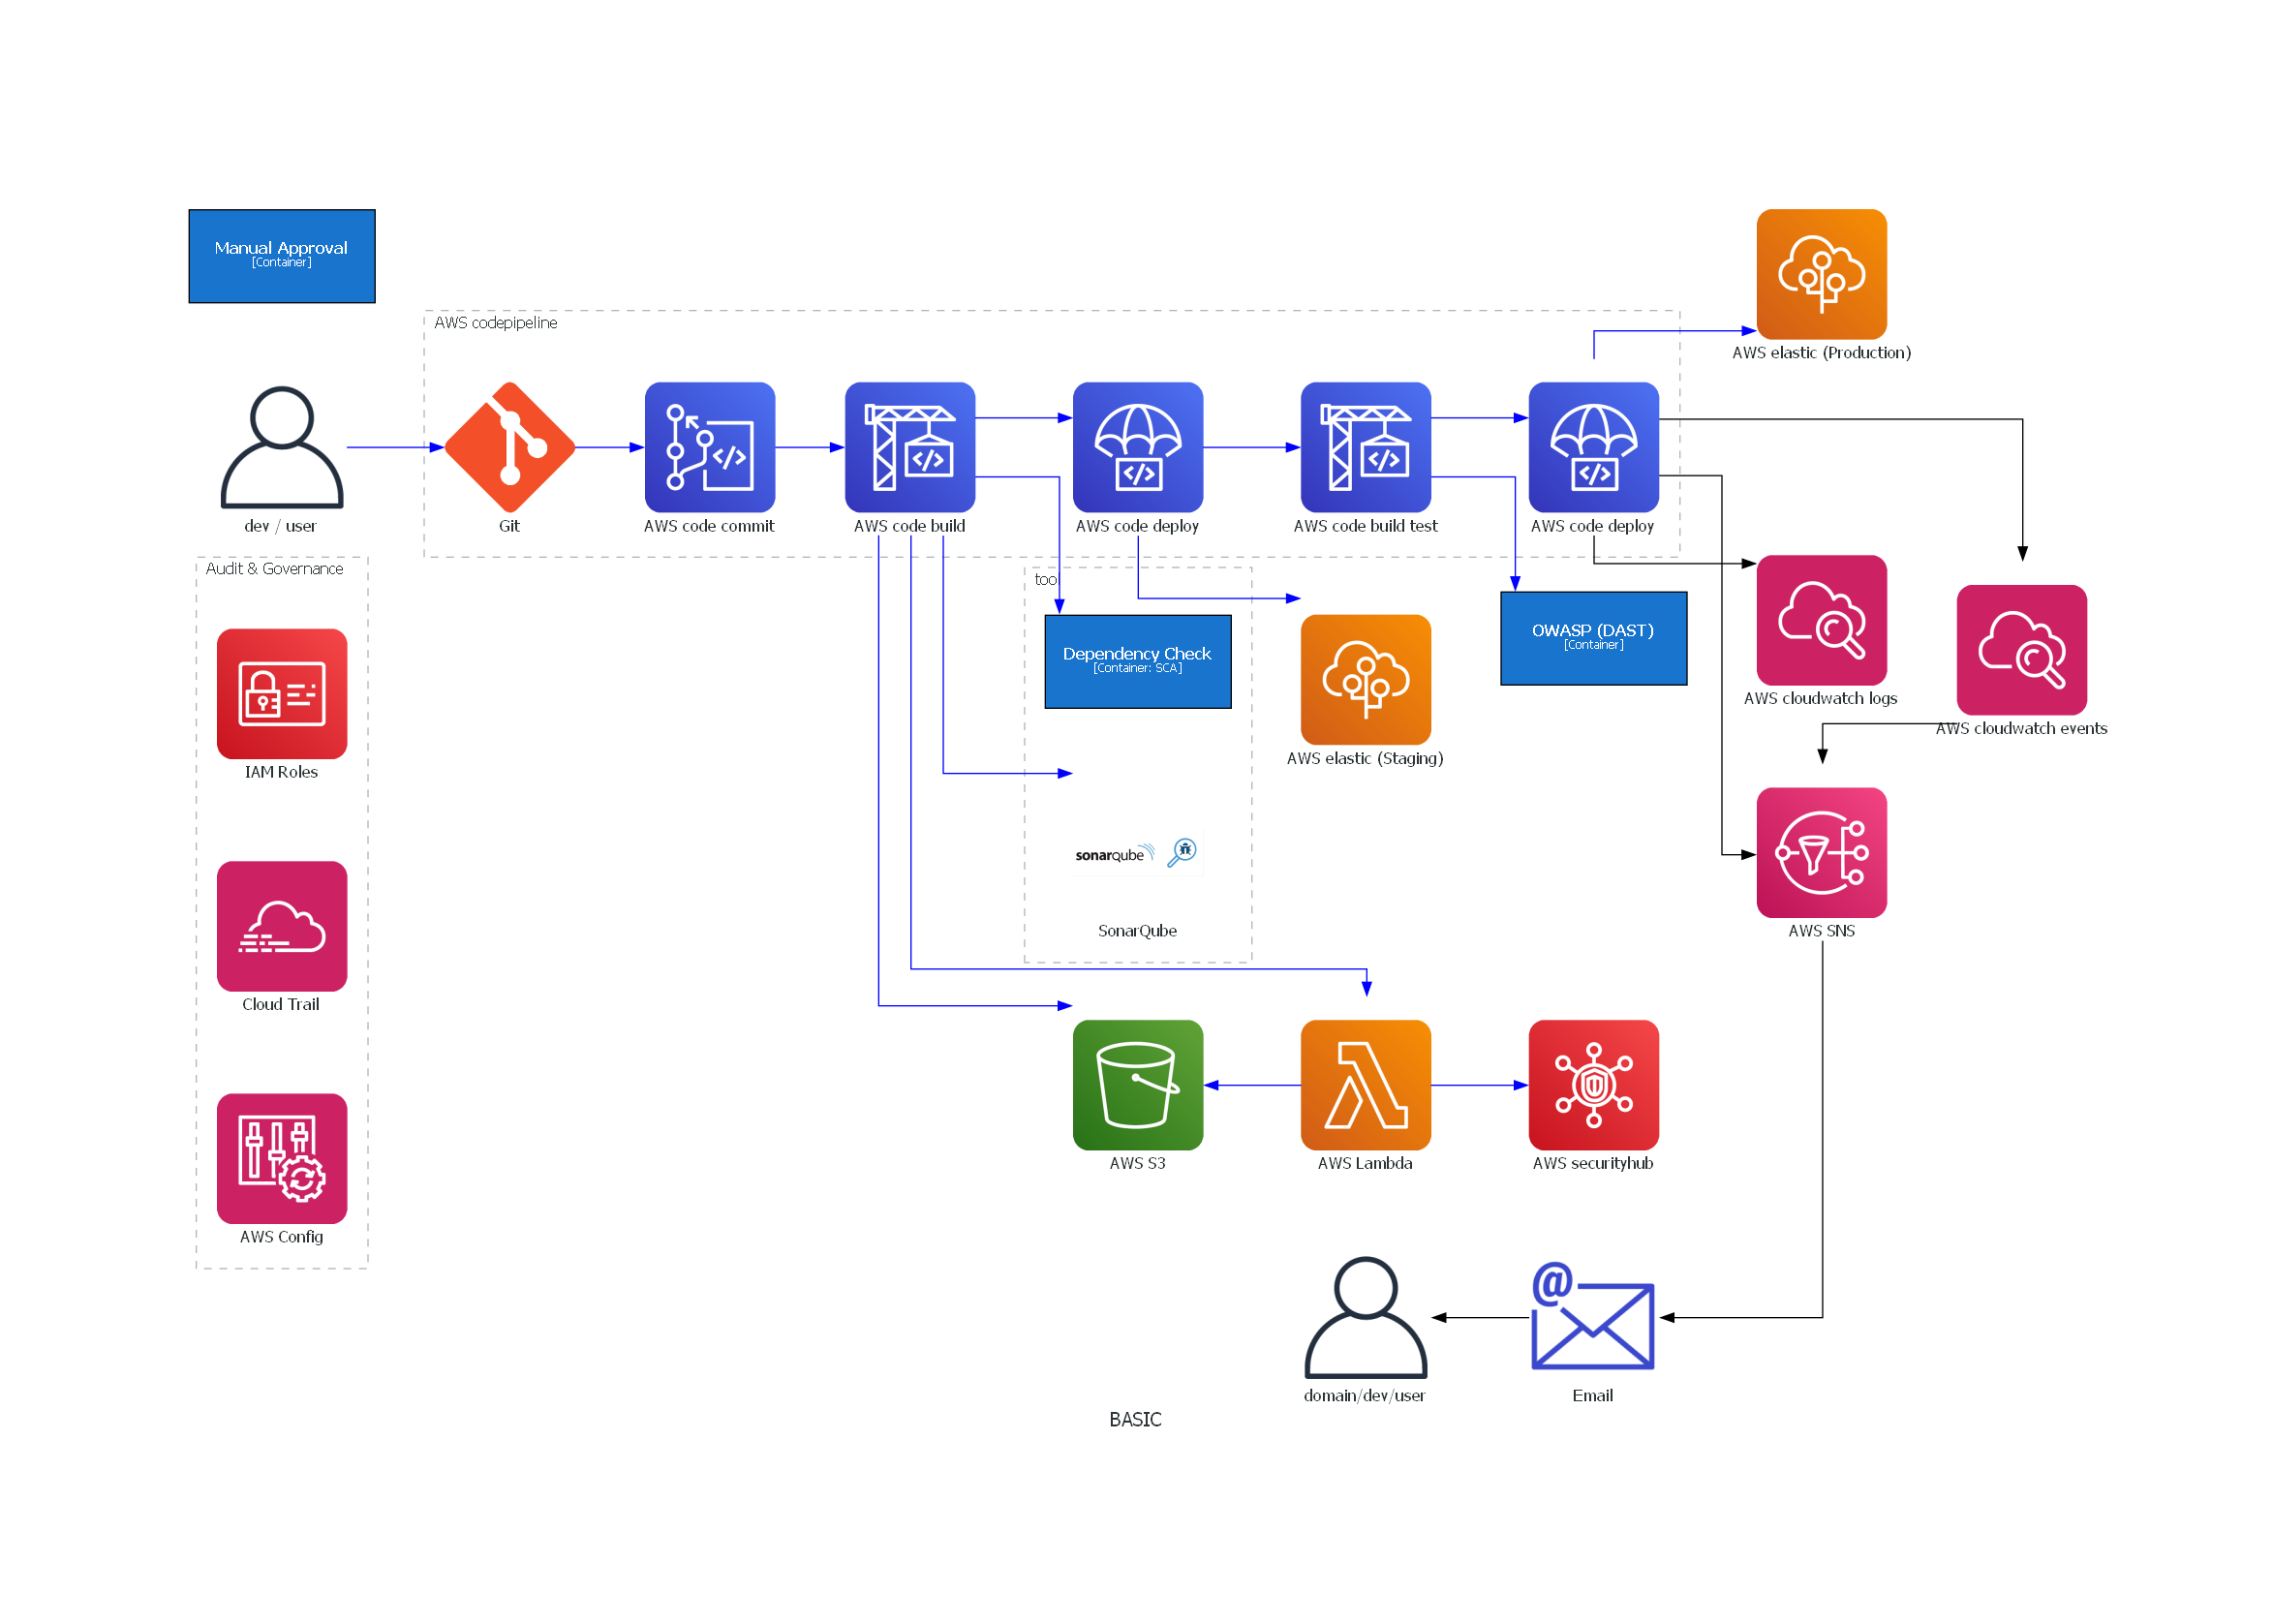 Manual Approval
[Container]
AWS elastic (Production)
AWS codepipeline
dev / user
Git
AWS code commit
AWS code build
AWS code deploy
AWS code build test
AWS code deploy
Audit & Governance
tool
Dependency Check
[Container: SCA]
OWASP (DAST)
[Container]
AWS cloudwatch logs
AWS cloudwatch events
AWS elastic (Staging)
IAM Roles
sonarqube
SonarQube
AWS SNS
Cloud Trail
AWS S3
AWS Lambda
AWS securityhub
AWS Config
@
domain/dev/user
Email
BASIC